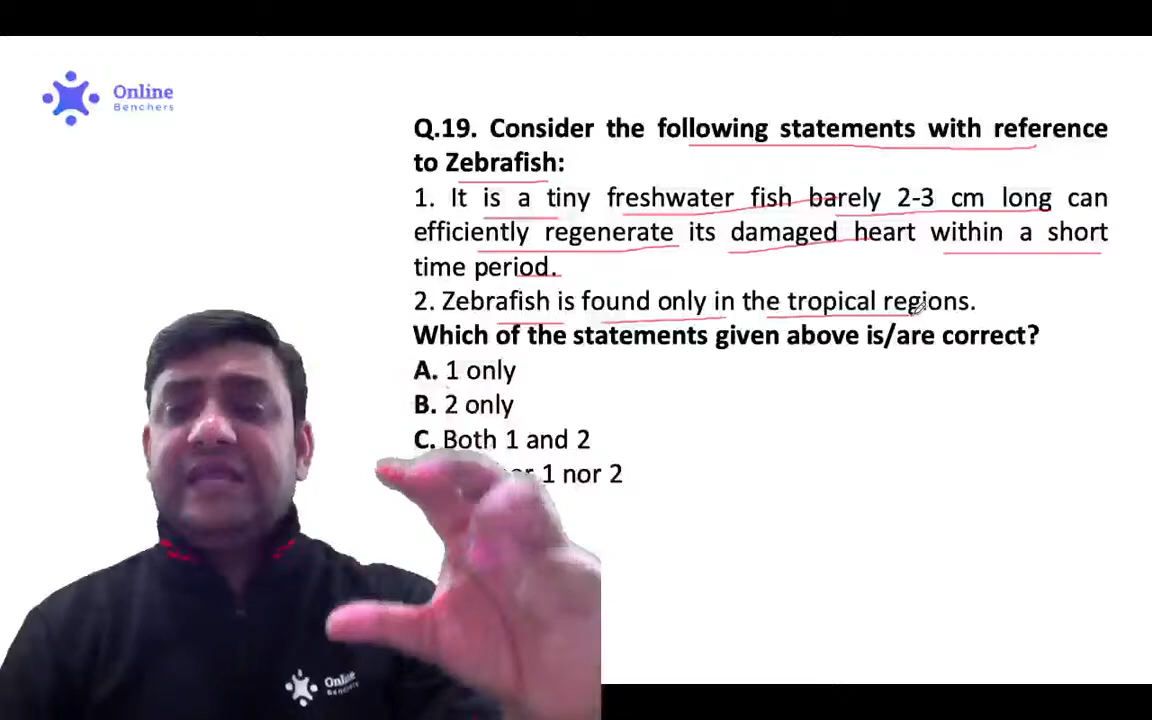 Online
Benchers
Q.19. Consider the following statements with reference
to Zebrafish:
1. It is a tiny freshwater fish barely 2-3 cm long can
efficiently regenerate its damaged heart within a short
time period.
2. Zebrafish is found only in the tropical regions.
Which of the statements given above is/are correct?
A. 1 only
B. 2 only
C. Both 1 and 2
1 nor 2
Online
Benchers